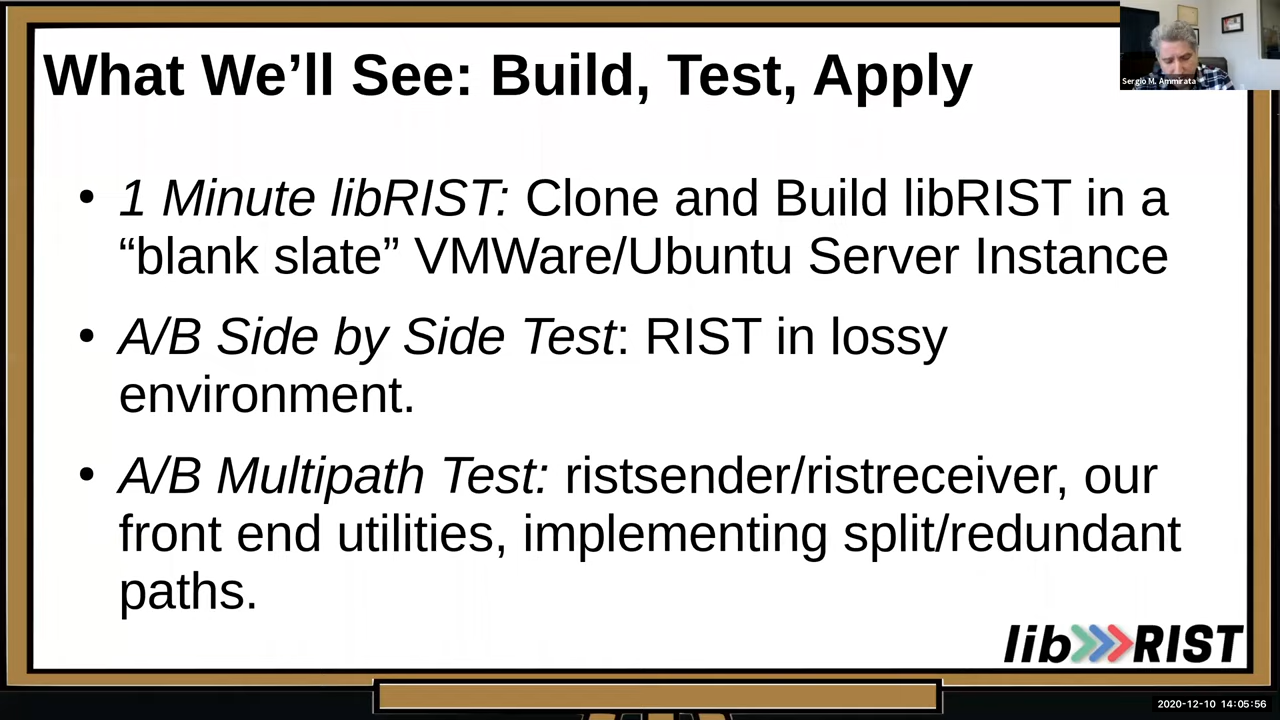 What We’ll See: Build, Test, Apply
Sergio M. Ammirata
• 1 Minute libRIST: Clone and Build libRIST in a
“blank slate” VMWare/Ubuntu Server Instance
• A/B Side by Side Test: RIST in lossy
environment.
• A/B Multipath Test: ristsender/ristreceiver, our
front end utilities, implementing split/redundant
paths.
lib RIST
2020-12-10 14:05:56